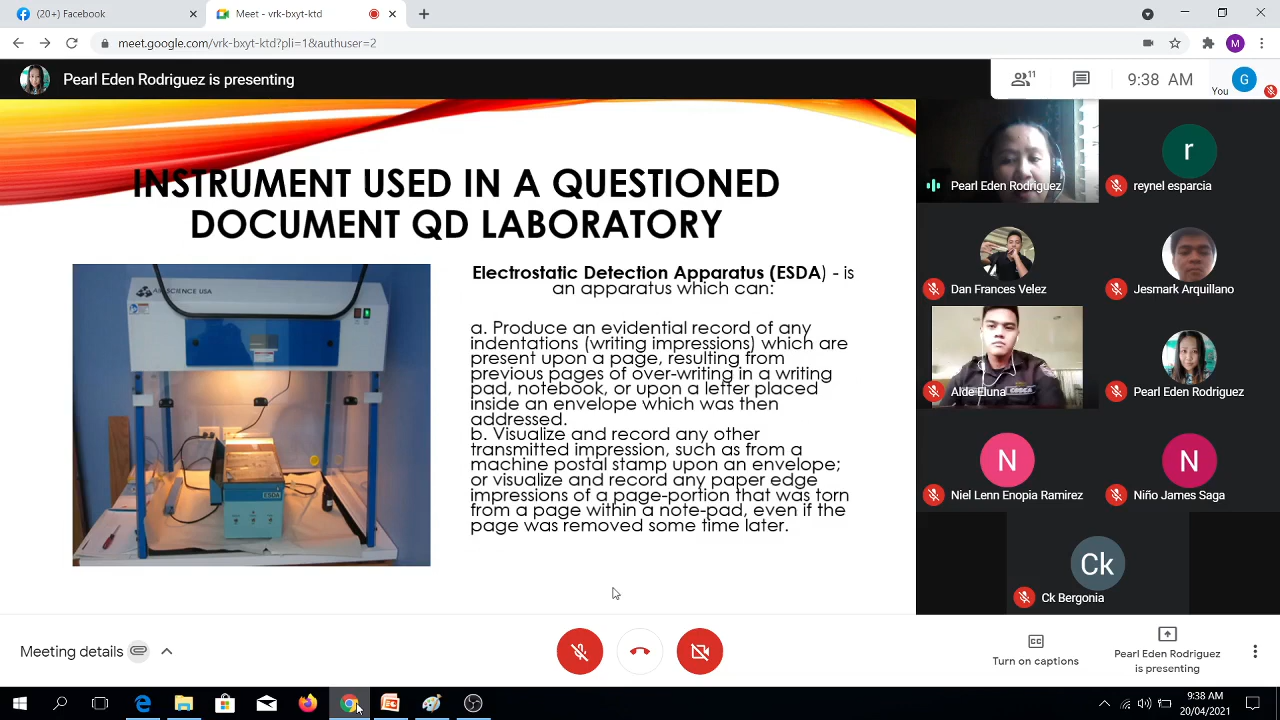 (20+) Facebook
Meet - vrk-bxyt-ktd
meet.google.com/vrk-bxyt-ktd?pli=1&authuser=2
M
Pearl Eden Rodriguez is presenting
11
9:38 AM
You
G
INSTRUMENT USED IN A QUESTIONED
DOCUMENT QD LABORATORY
SCIENCE USA
ESDA
Electrostatic Detection Apparatus (ESDA) - is
an apparatus which can:
a. Produce an evidential record of any
indentations (writing impressions) which are
present upon a page, resulting from
previous pages of over-writing in a writing
pad, notebook, or upon a letter placed
inside an envelope which was then
addressed.
b. Visualize and record any other
transmitted impression, such as from a
machine postal stamp upon an envelope;
or visualize and record any paper edge
impressions of a page-portion that was torn
from a page within a note-pad, even if the
page was removed some time later.
Pearl Eden Rodriguez
r
reynel esparcia
Dan Frances Velez
Jesmark Arquillano
Alde Eluna
Pearl Eden Rodriguez
N
Niel Lenn Enopia Ramirez
N
Niño James Saga
Ck
Ck Bergonia
Meeting details
Turn on captions
Pearl Eden Rodriguez
is presenting
9:38 AM
20/04/2021